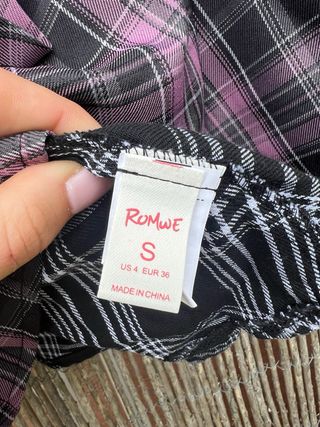 ROMWE
S
US 4 EUR 36
MADE IN CHINA